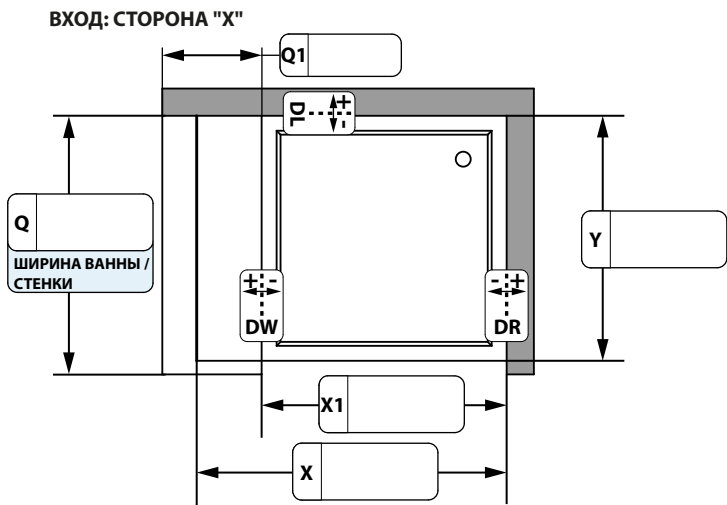 ВХОД: СТОРОНА "X"
Q1
DL
+
-
Q
ШИРИНА ВАННЫ /
СТЕНКИ
Y
+ -
DW
- +
DR
X1
X